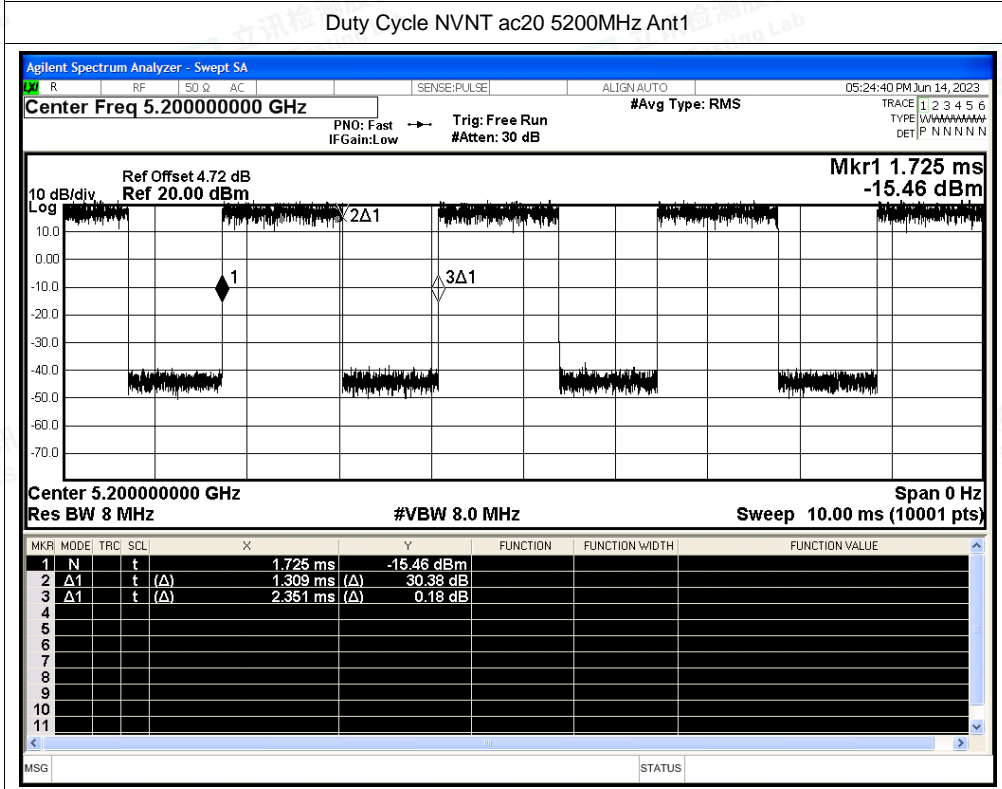 Duty Cycle NVNT ac20 5200MHz Ant1
Agilent Spectrum Analyzer - Swept SA
LXI R RF 50 Ω AC SENSE:PULSE ALIGN AUTO 05:24:40 PM Jun 14, 2023
Center Freq 5.200000000 GHz #Avg Type: RMS TRACE 1 2 3 4 5 6
PNO: Fast Trig: Free Run TYPE W
IFGain:Low #Atten: 30 dB DET P N N N N N
Mkr1 1.725 ms
Ref Offset 4.72 dB
10 dB/div Ref 20.00 dBm -15.46 dBm
Log
2Δ1
10.0
0.00
1 3Δ1
-10.0
-20.0
-30.0
-40.0
-50.0
-60.0
-70.0
Center 5.200000000 GHz Span 0 Hz
Res BW 8 MHz #VBW 8.0 MHz Sweep 10.00 ms (10001 pts)
MKR MODE TRC SCL X Y FUNCTION FUNCTION WIDTH FUNCTION VALUE
1 N t 1.725 ms -15.46 dBm
2 Δ1 t (Δ) 1.309 ms (Δ) 30.38 dB
3 Δ1 t (Δ) 2.351 ms (Δ) 0.18 dB
4
5
6
7
8
9
10
11
MSG STATUS